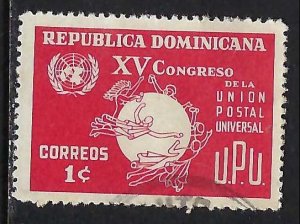 REPUBLICA DOMINICANA
XV CONGRESO
DE LA
UNION
POSTAL
UNIVERSAL
CORREOS
1¢
U.P.U.